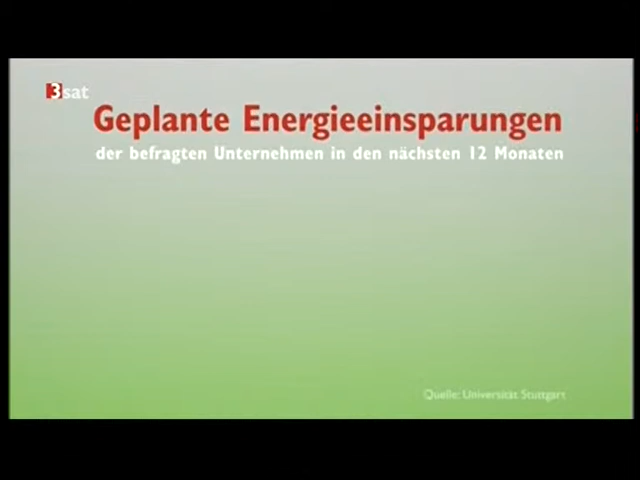 3sat
Geplante Energieeinsparungen
der befragten Unternehmen in den nächsten 12 Monaten
Quelle: Universität Stuttgart